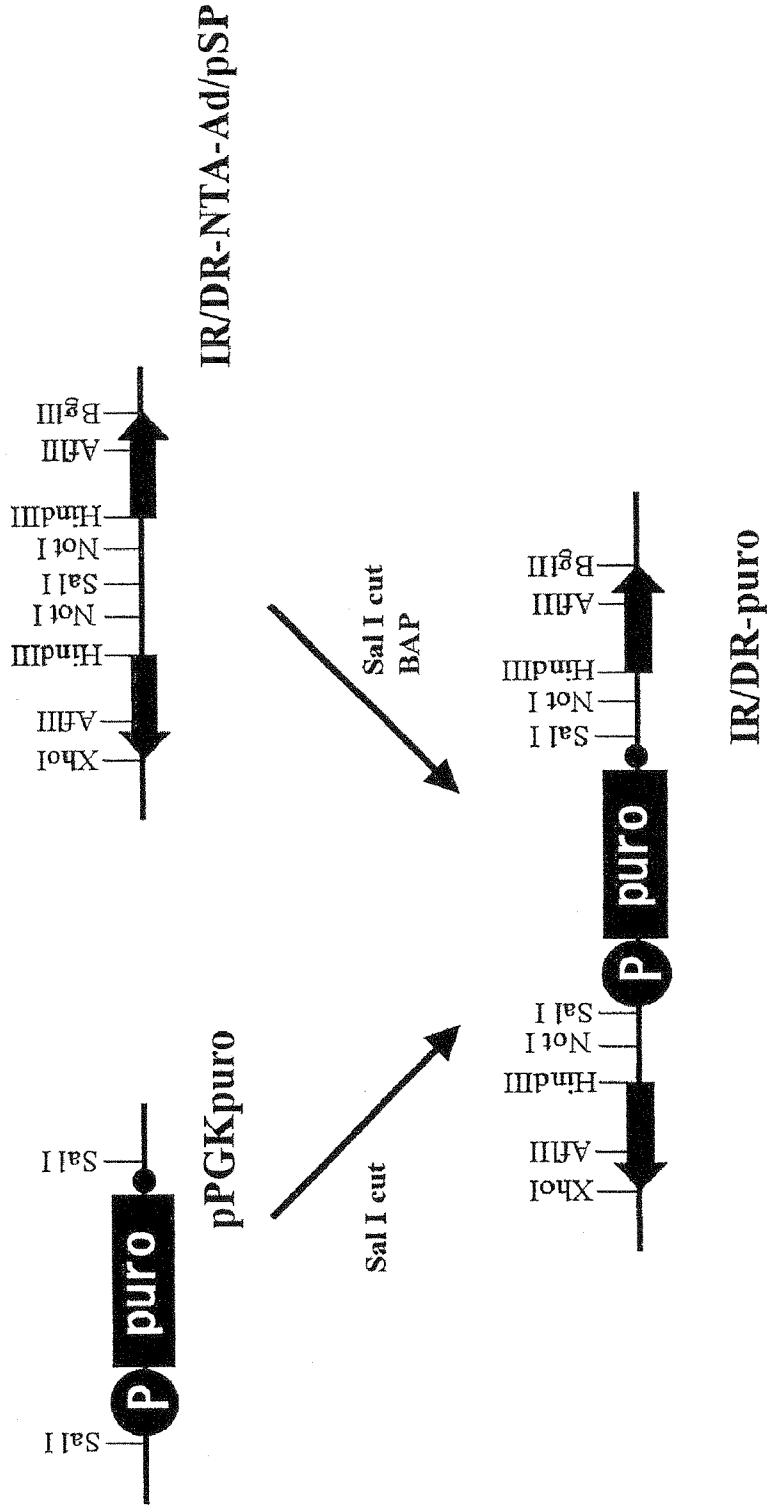 Sal I
Sal I
P puro
pPGKpuro
XhoI
AflII
HindIII
Not I
Sal I
Not I
HindIII
AflII
BglII
IR/DR-NTA-Ad/pSP
Sal I cut
Sal I cut
BAP
XhoI
AflII
HindIII
Not I
Sal I
P puro
Sal I
Not I
HindIII
AflII
BglII
IR/DR-puro